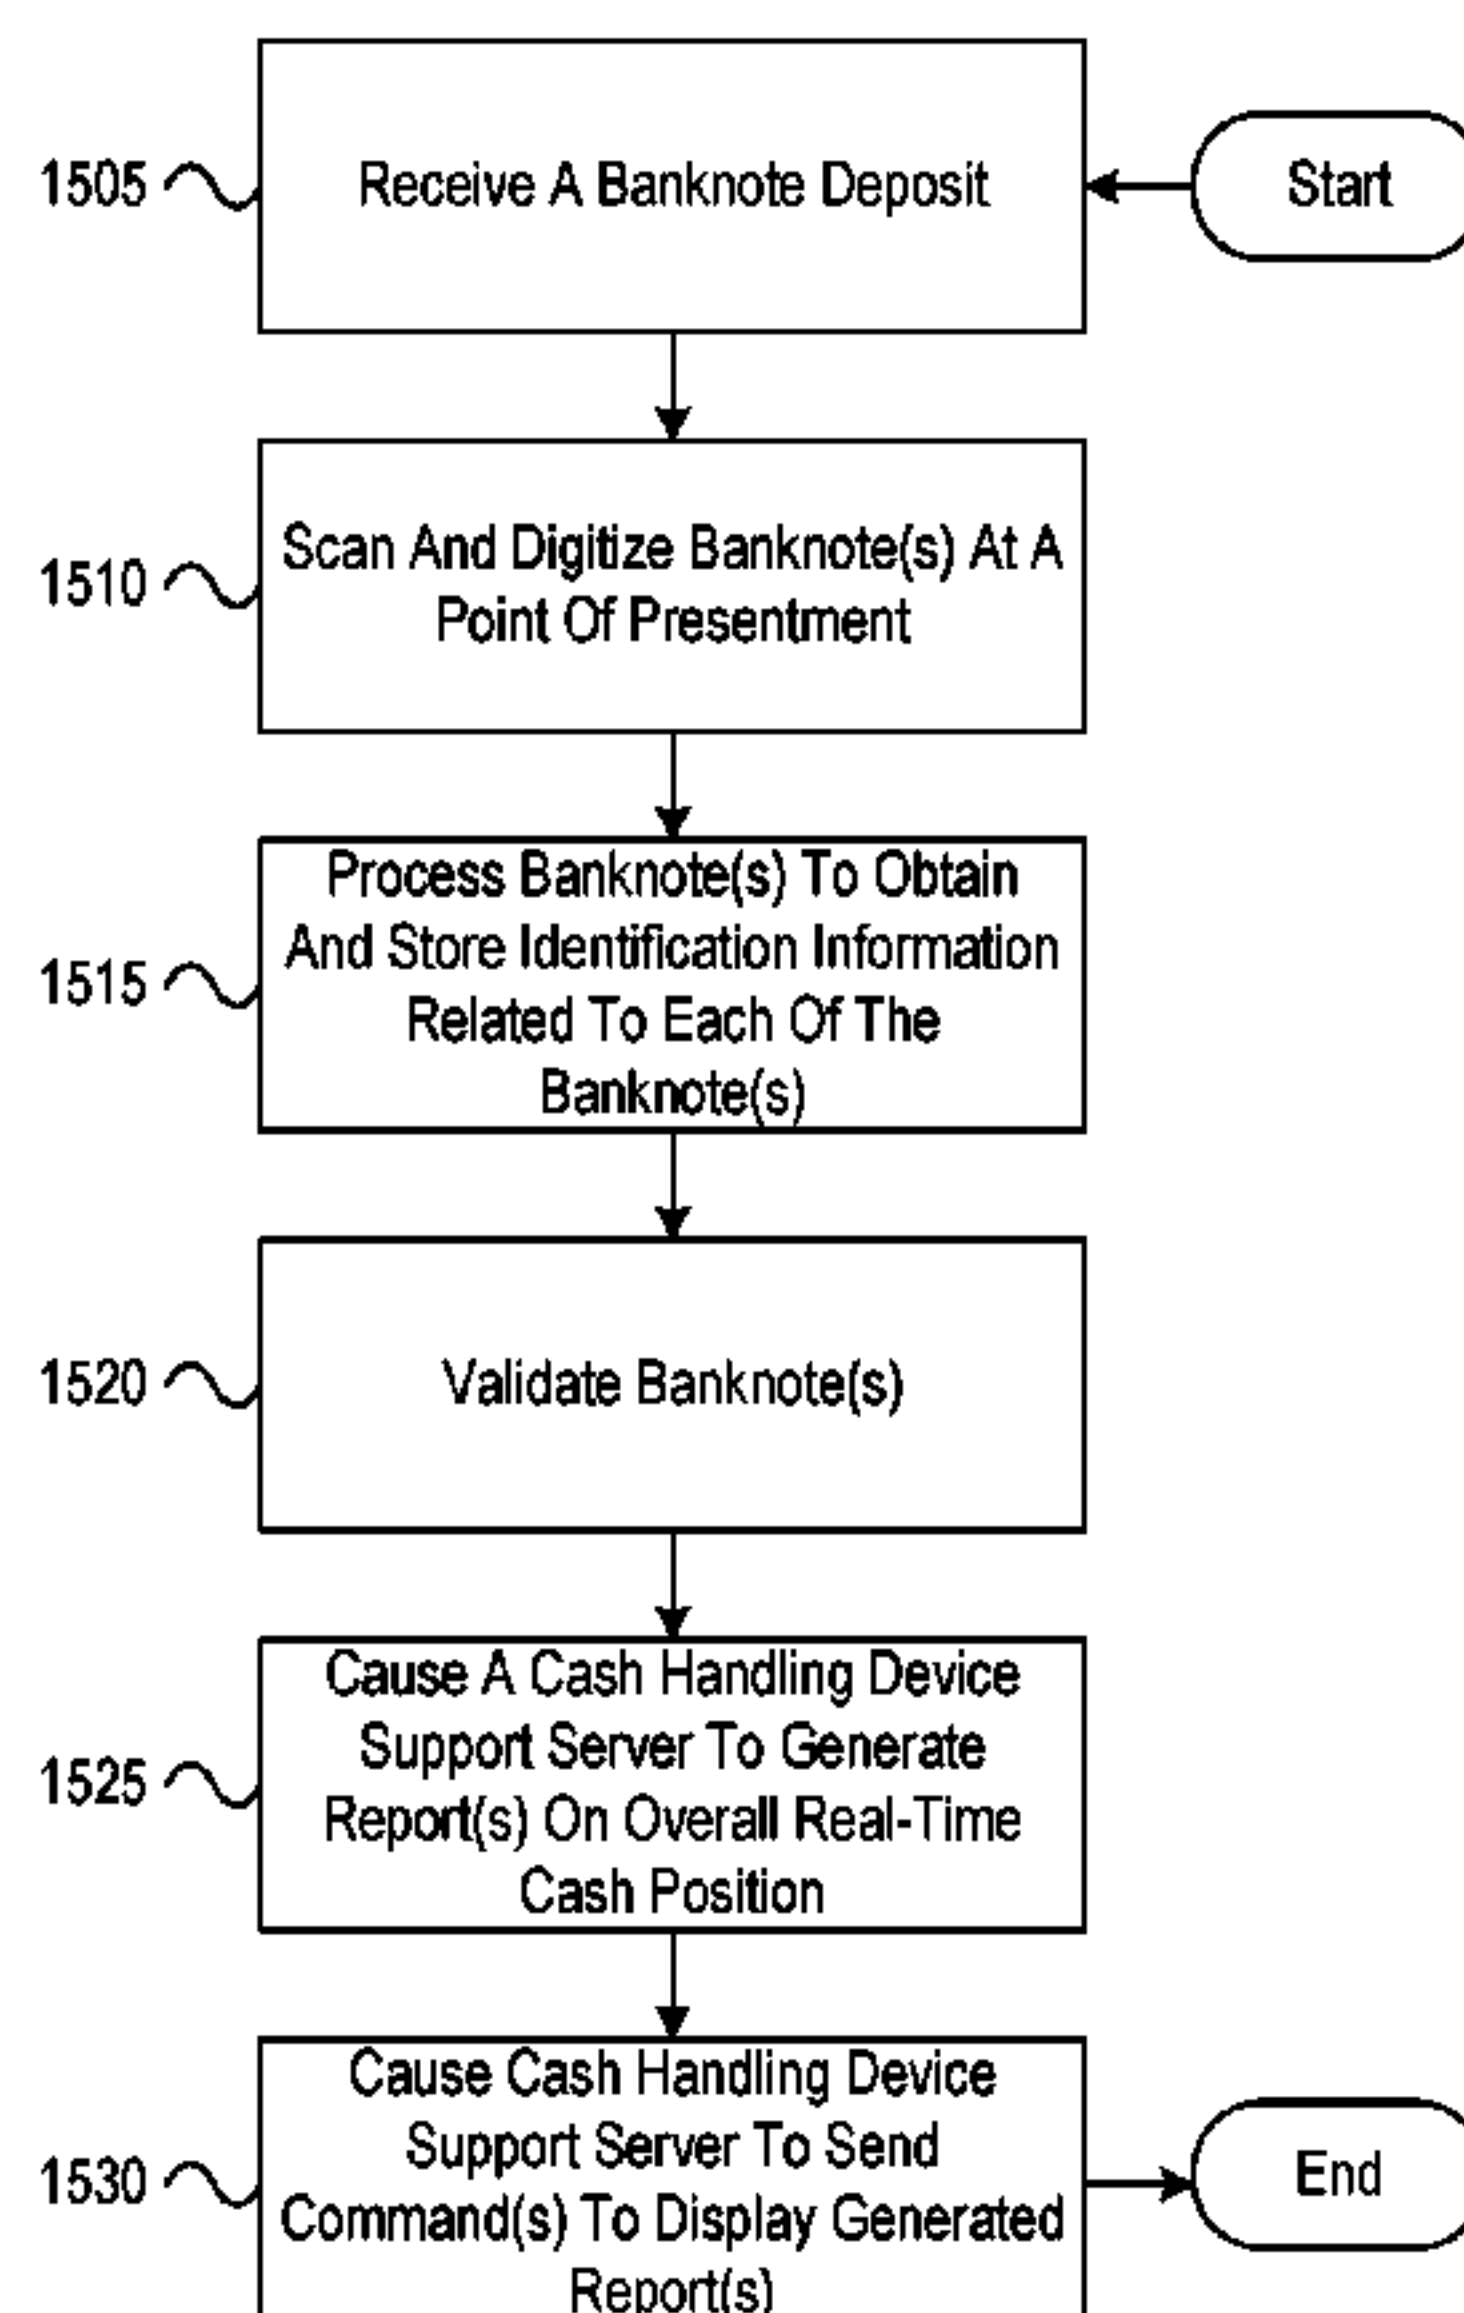 1505
Receive A Banknote Deposit
Start
1510
Scan And Digitize Banknote(s) At A
Point Of Presentment
1515
Process Banknote(s) To Obtain
And Store Identification Information
Related To Each Of The
Banknote(s)
1520
Validate Banknote(s)
1525
Cause A Cash Handling Device
Support Server To Generate
Report(s) On Overall Real-Time
Cash Position
1530
Cause Cash Handling Device
Support Server To Send
Command(s) To Display Generated
Report(s)
End